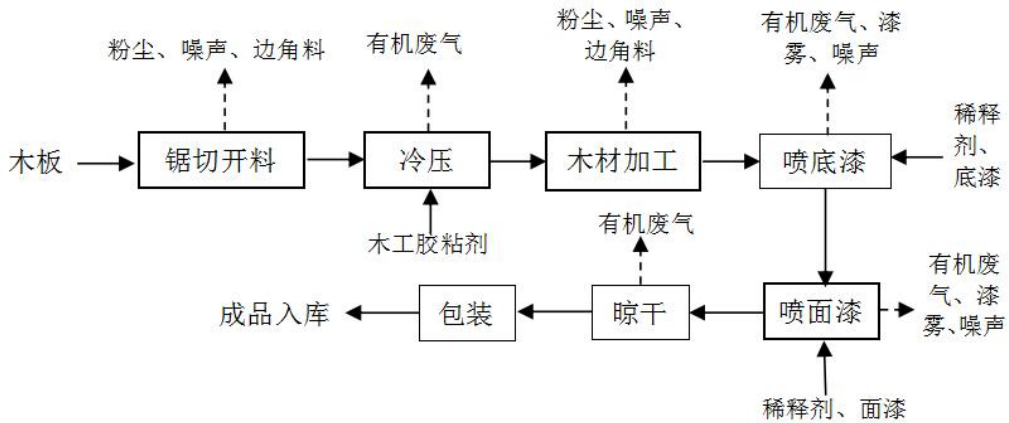 粉尘、噪声、边角料
有机废气
粉尘、噪声、
边角料
有机废气、漆
雾、噪声
木板
锯切开料
冷压
木材加工
喷底漆
稀释
剂、
底漆
木工胶粘剂
有机废气
成品入库
包装
晾干
喷面漆
有机废
气、漆
雾、噪声
稀释剂、面漆